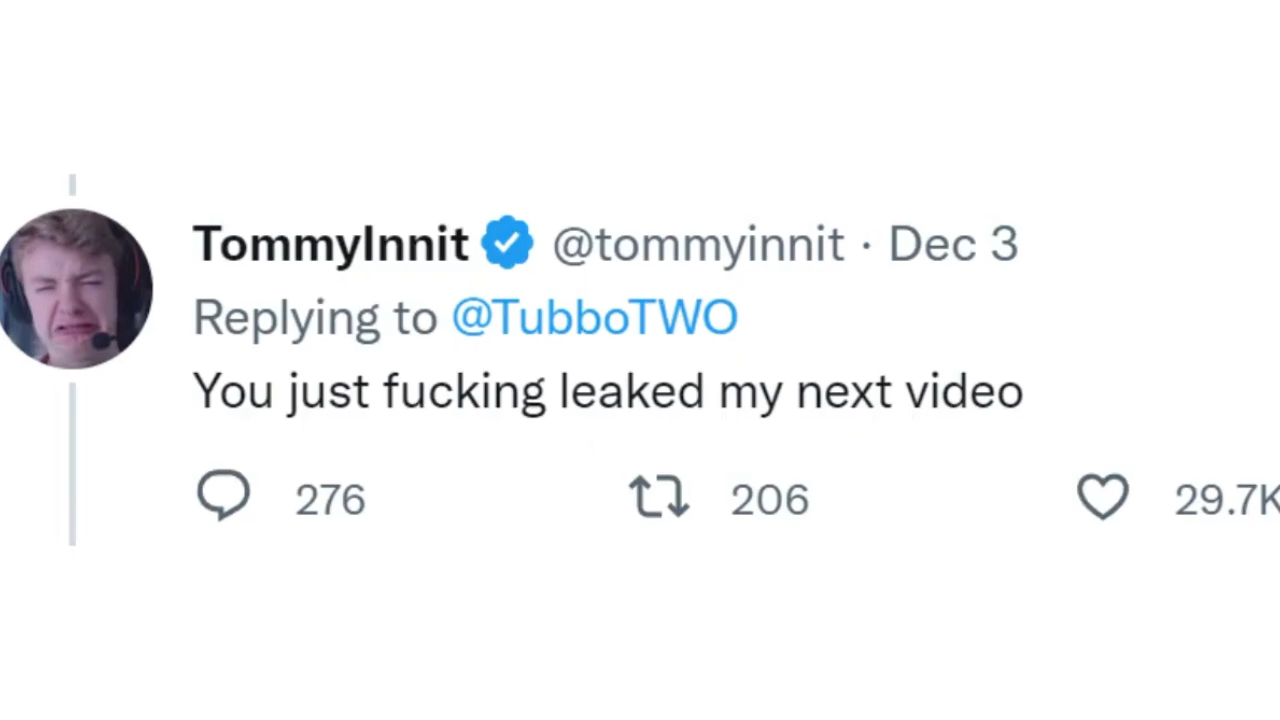 TommyInnit @tommyinnit · Dec 3
Replying to @TubboTWO
You just fucking leaked my next video
276 206 29.7K